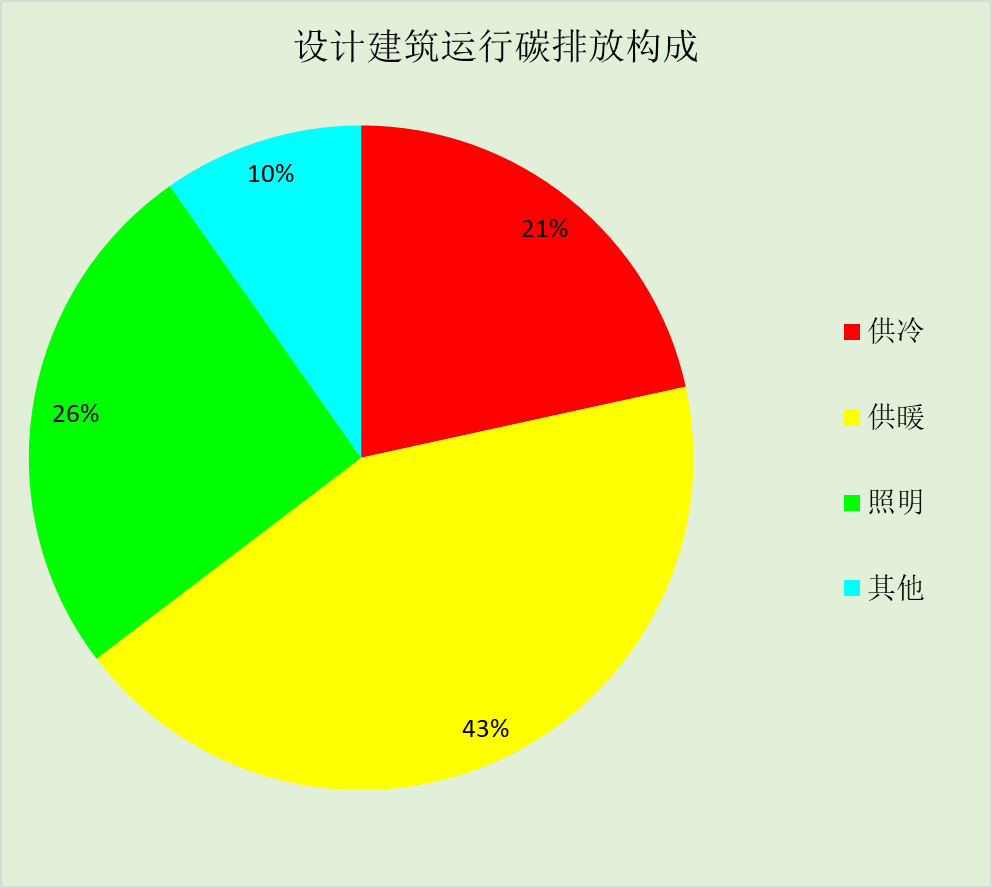 设计建筑运行碳排放构成
10%
21%
26%
43%
供冷
供暖
照明
其他